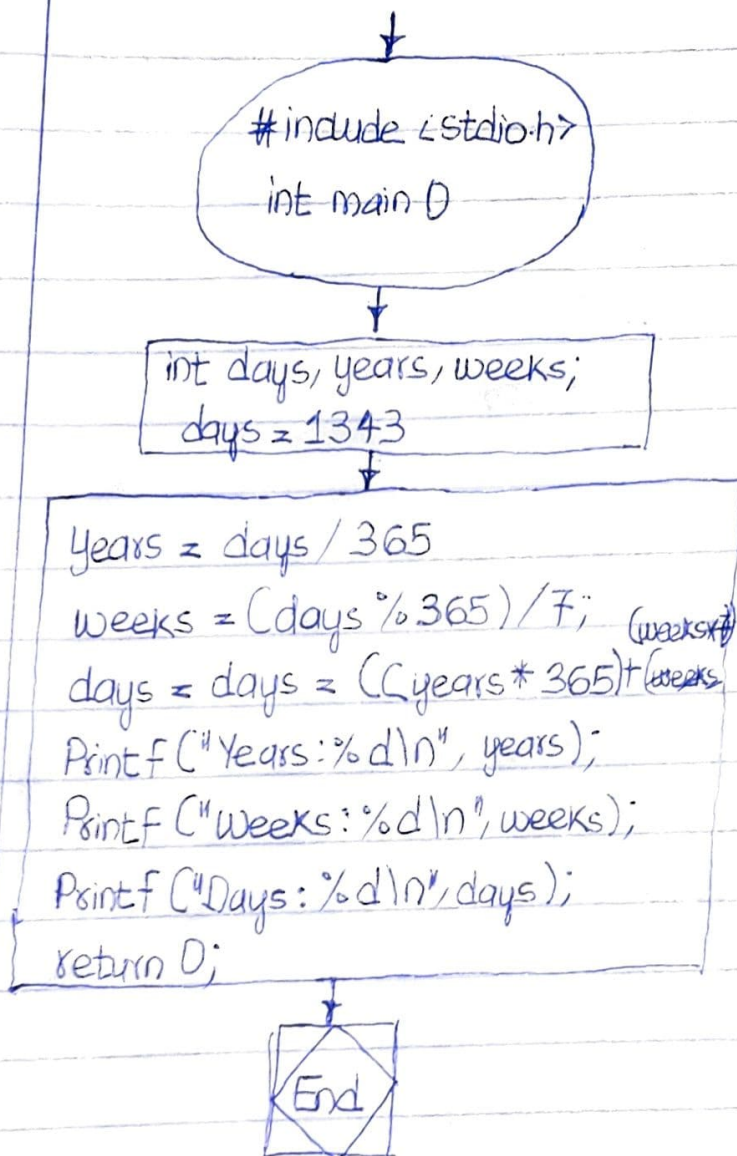 #include <stdio.h>
int main()
int days, years, weeks;
days = 1343
years = days / 365
weeks = (days % 365) / 7;
(weeks*7)
days = days = ((years * 365) + (weeks
Printf ("Years:%d\n", years);
Printf ("Weeks:%d\n", weeks);
Printf ("Days:%d\n", days);
return 0;
End